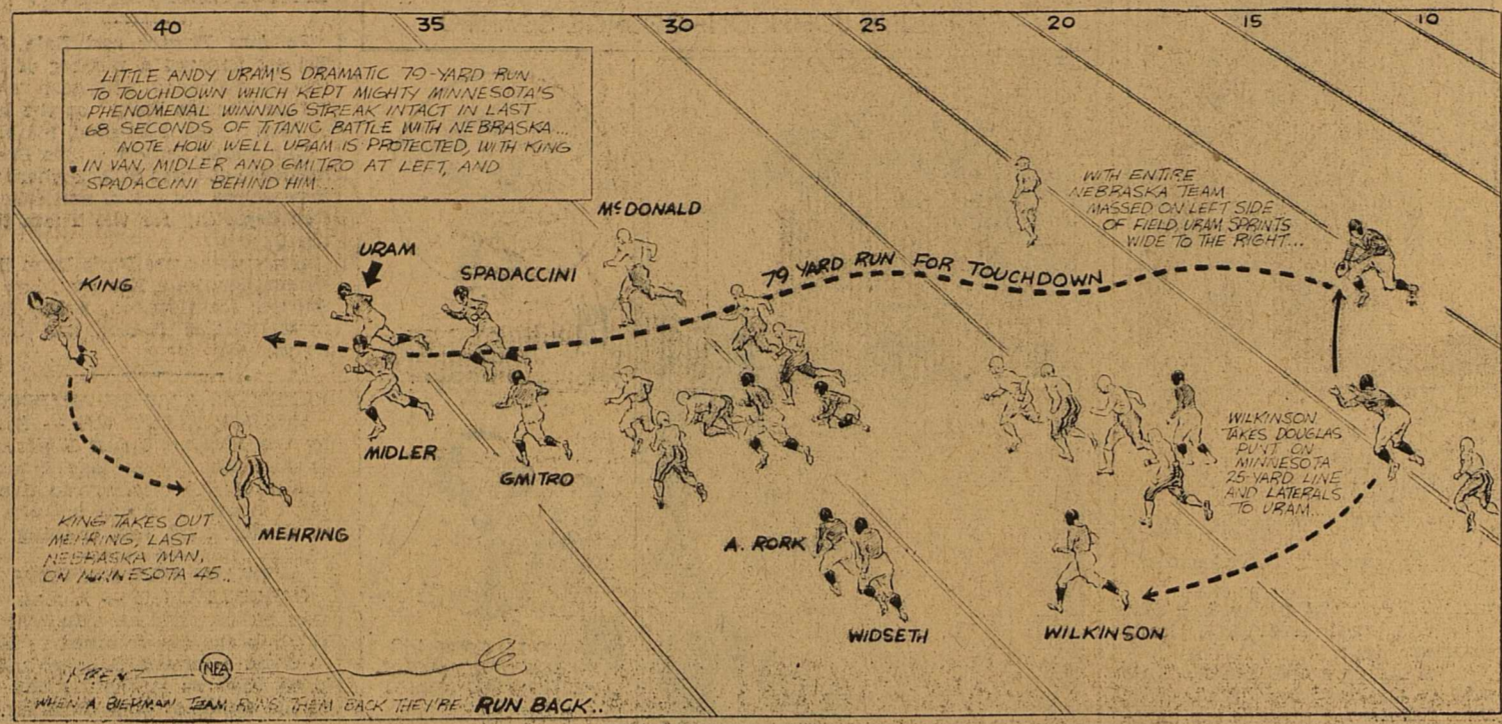 40 35 30 25 20 15 10
LITTLE ANDY URAM'S DRAMATIC 79-YARD RUN
TO TOUCHDOWN WHICH KEPT MIGHTY MINNESOTA'S
PHENOMENAL WINNING STREAK INTACT IN LAST
68 SECONDS OF TITANIC BATTLE WITH NEBRASKA...
NOTE HOW WELL URAM IS PROTECTED, WITH KING
IN VAN, MIDLER AND GMITRO AT LEFT, AND
SPADACCINI BEHIND HIM...
WITH ENTIRE
NEBRASKA TEAM
MASSED ON LEFT SIDE
OF FIELD, URAM SPRINTS
WIDE TO THE RIGHT...
McDONALD
URAM
SPADACCINI
KING
79 YARD RUN FOR TOUCHDOWN
MIDLER
GMITRO
WILKINSON
TAKES DOUGLAS
PUNT ON
MINNESOTA
25-YARD LINE
AND LATERALS
TO URAM...
KING TAKES OUT
MEHRING, LAST
NEBRASKA MAN,
ON MINNESOTA 45...
MEHRING
A. RORK
WIDSETH
WILKINSON
KRENZ
NEA
WHEN A BIERMAN TEAM RUNS THEM BACK THEY'RE RUN BACK...